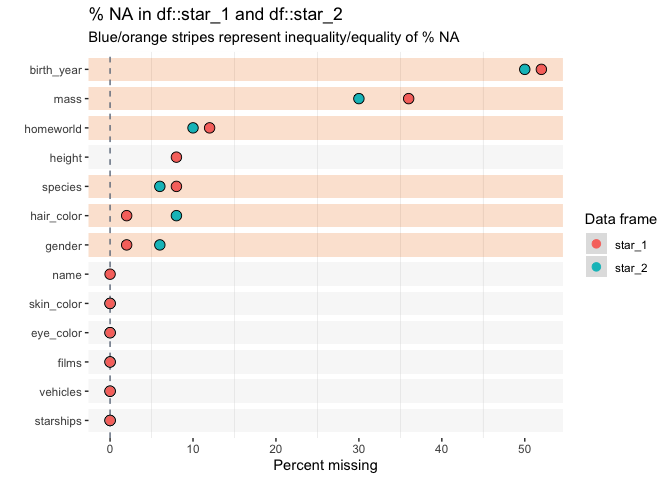 % NA in df::star_1 and df::star_2
Blue/orange stripes represent inequality/equality of % NA
birth_year
mass
homeworld
height
species
hair_color
gender
name
skin_color
eye_color
films
vehicles
starships
0 10 20 30 40 50
Percent missing
Data frame
star_1
star_2